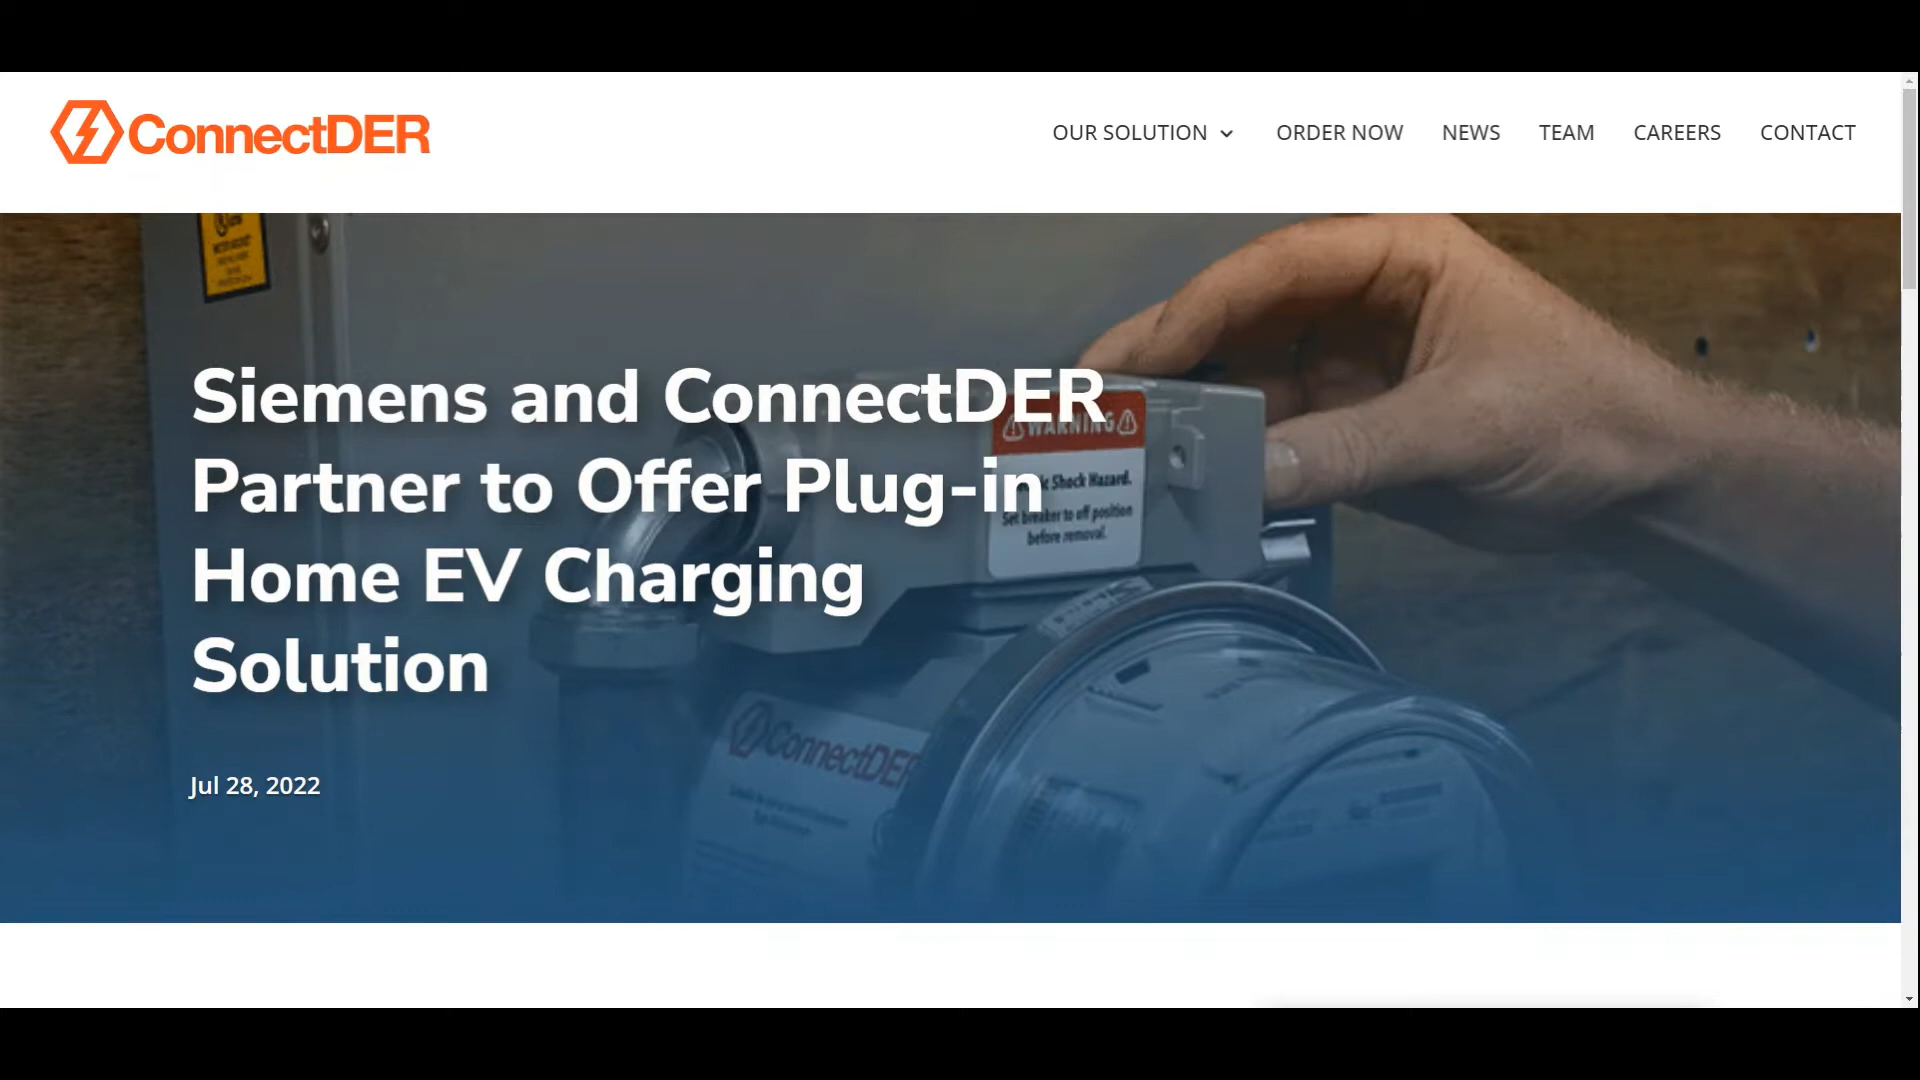 ConnectDER
OUR SOLUTION
ORDER NOW
NEWS
TEAM
CAREERS
CONTACT
Siemens and ConnectDER
Partner to Offer Plug-in
Home EV Charging
Solution
Jul 28, 2022
WARNING
Shock Hazard.
Set breaker to off position
before removal.
ConnectDER